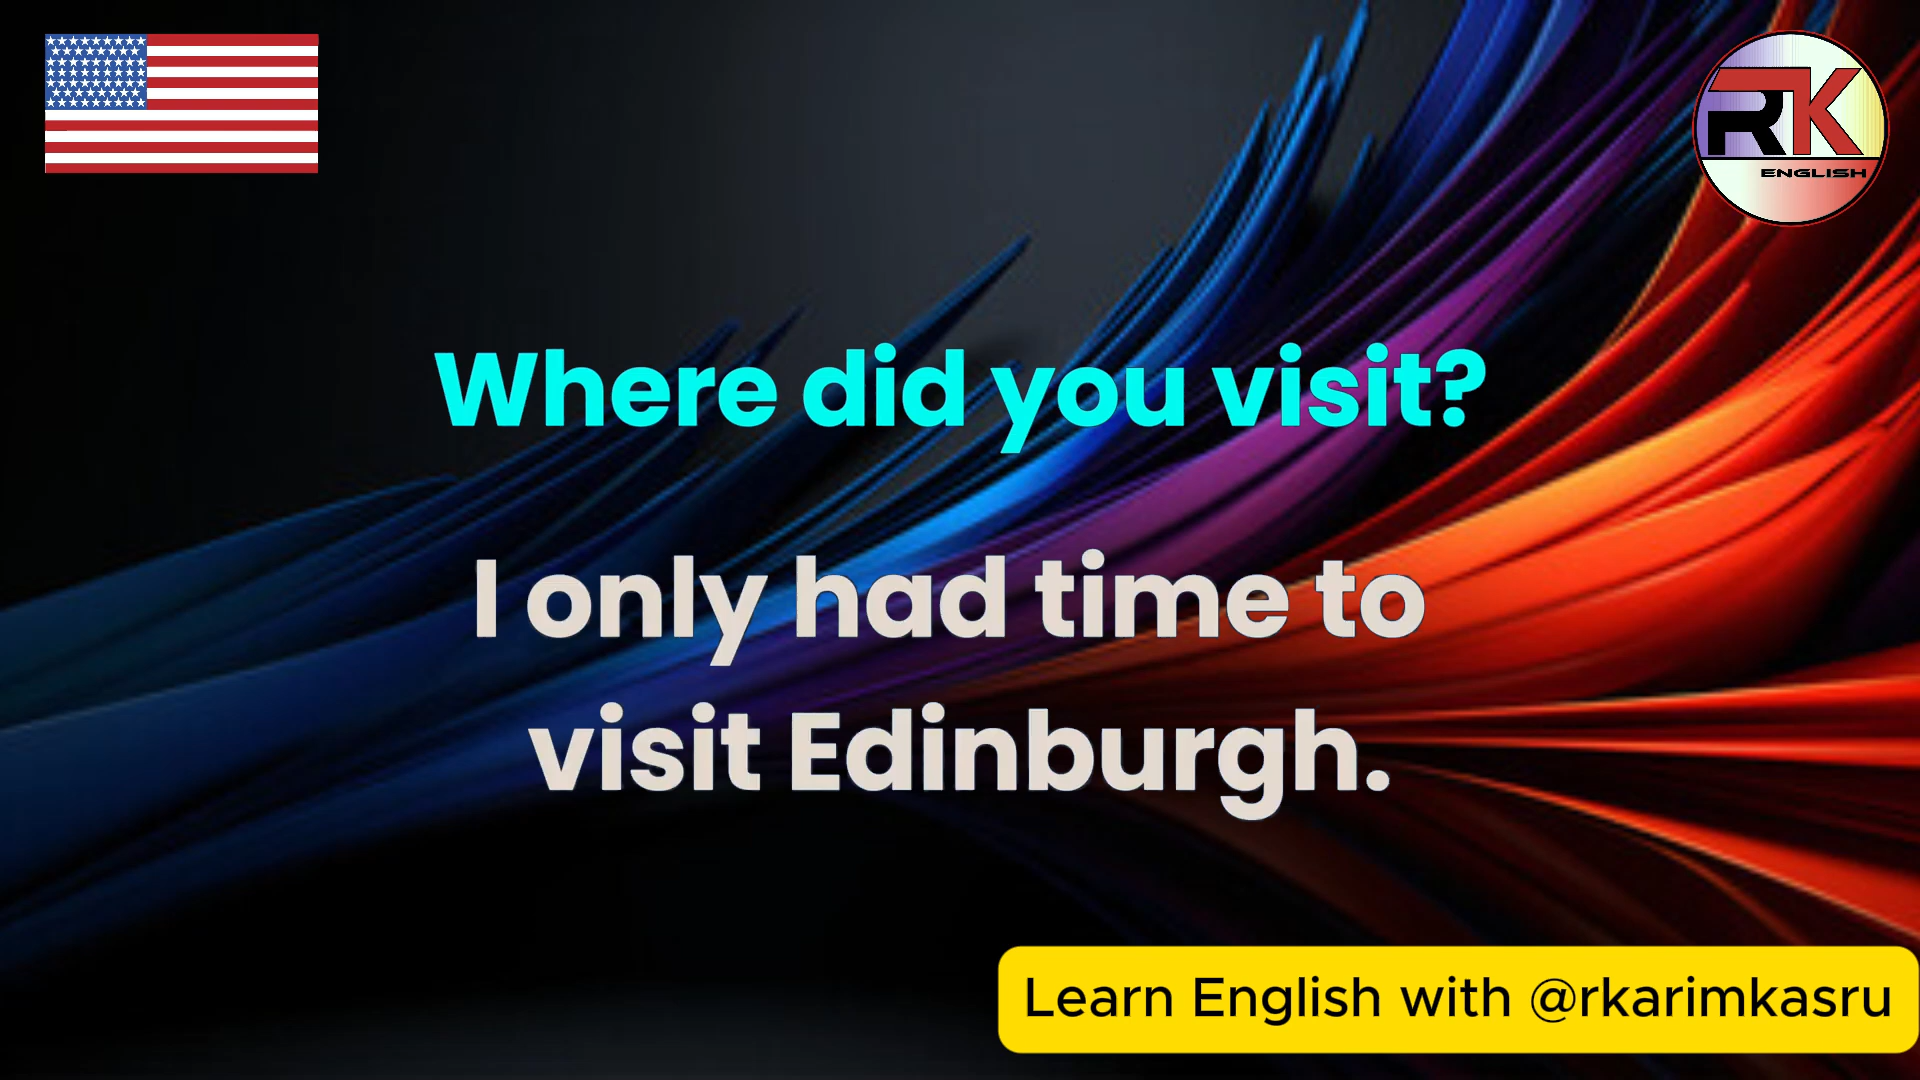 RK
ENGLISH
Where did you visit?
I only had time to
visit Edinburgh.
Learn English with @rkarimkasru